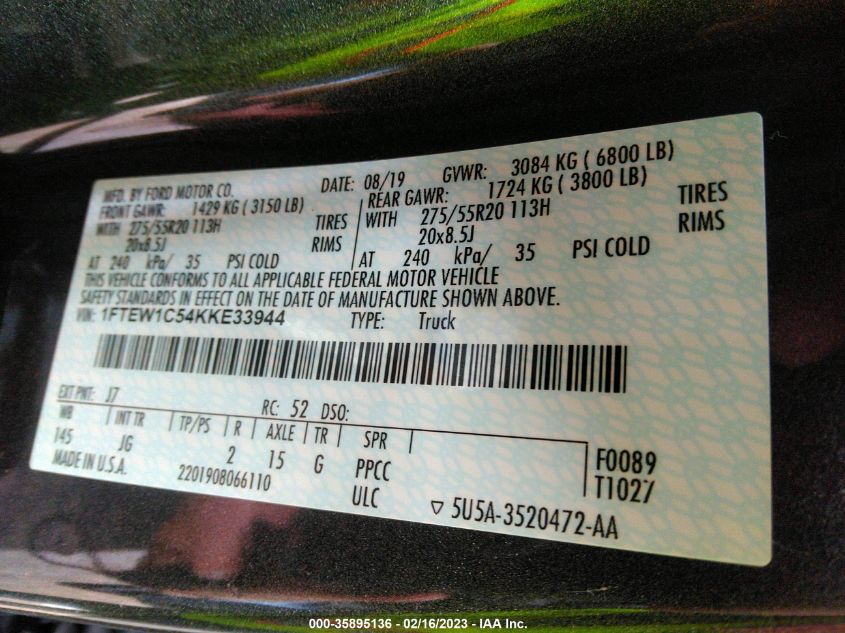 MFD. BY FORD MOTOR CO.
DATE: 08/19 GVWR: 3084 KG ( 6800 LB)
FRONT GAWR: 1429 KG ( 3150 LB)
REAR GAWR: 1724 KG ( 3800 LB)
WITH 275/55R20 113H TIRES
WITH 275/55R20 113H TIRES
20x8.5J RIMS
20x8.5J RIMS
AT 240 kPa/ 35 PSI COLD
AT 240 kPa/ 35 PSI COLD
THIS VEHICLE CONFORMS TO ALL APPLICABLE FEDERAL MOTOR VEHICLE
SAFETY STANDARDS IN EFFECT ON THE DATE OF MANUFACTURE SHOWN ABOVE.
VIN: 1FTEW1C54KKE33944 TYPE: Truck
EXT PNT: J7 RC: 52 DSO:
WB INT TR TP/PS R AXLE TR SPR
145 JG 2 15 G PPCC F0089
MADE IN U.S.A. 2201908066110 ULC T1027
5U5A-3520472-AA
000-35895136 - 02/16/2023 - IAA Inc.